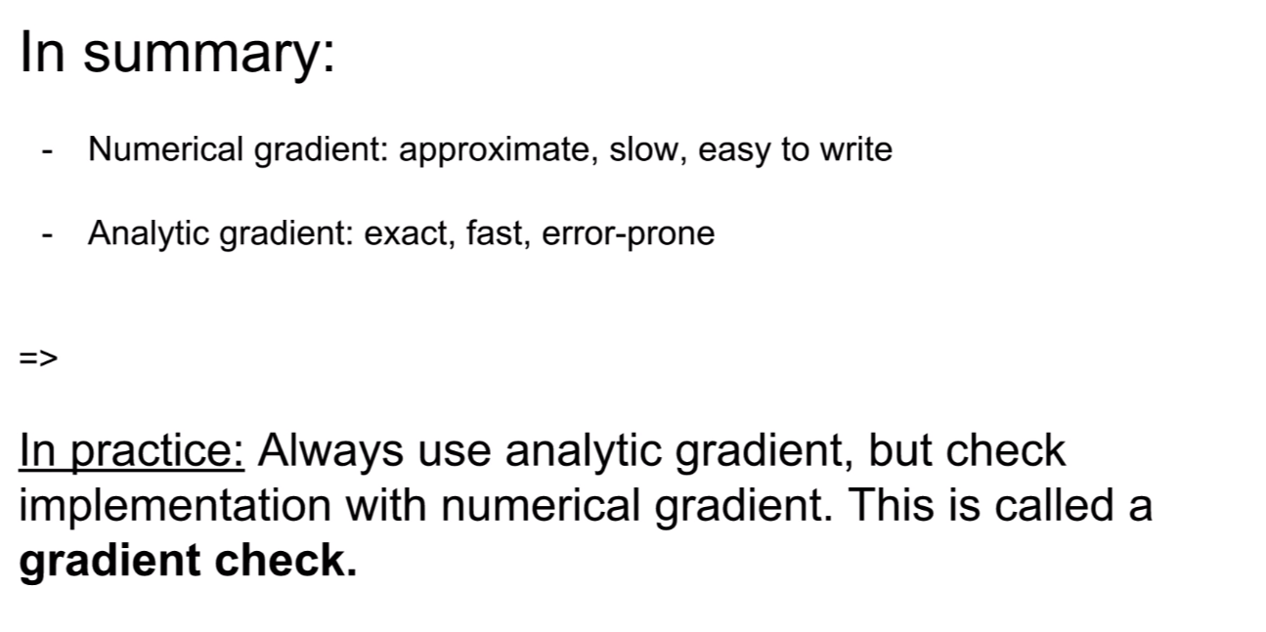 In summary:
- Numerical gradient: approximate, slow, easy to write
- Analytic gradient: exact, fast, error-prone
=>
In practice: Always use analytic gradient, but check
implementation with numerical gradient. This is called a
gradient check.